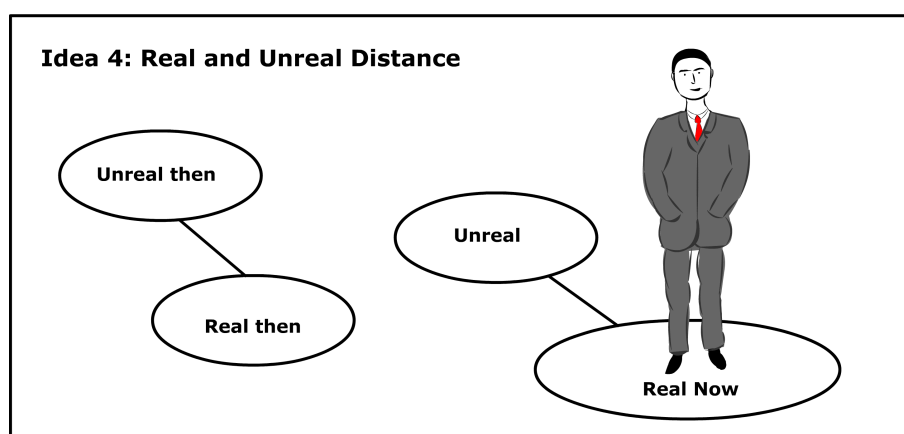 Idea 4: Real and Unreal Distance
Unreal then
Unreal
Real then
Real Now